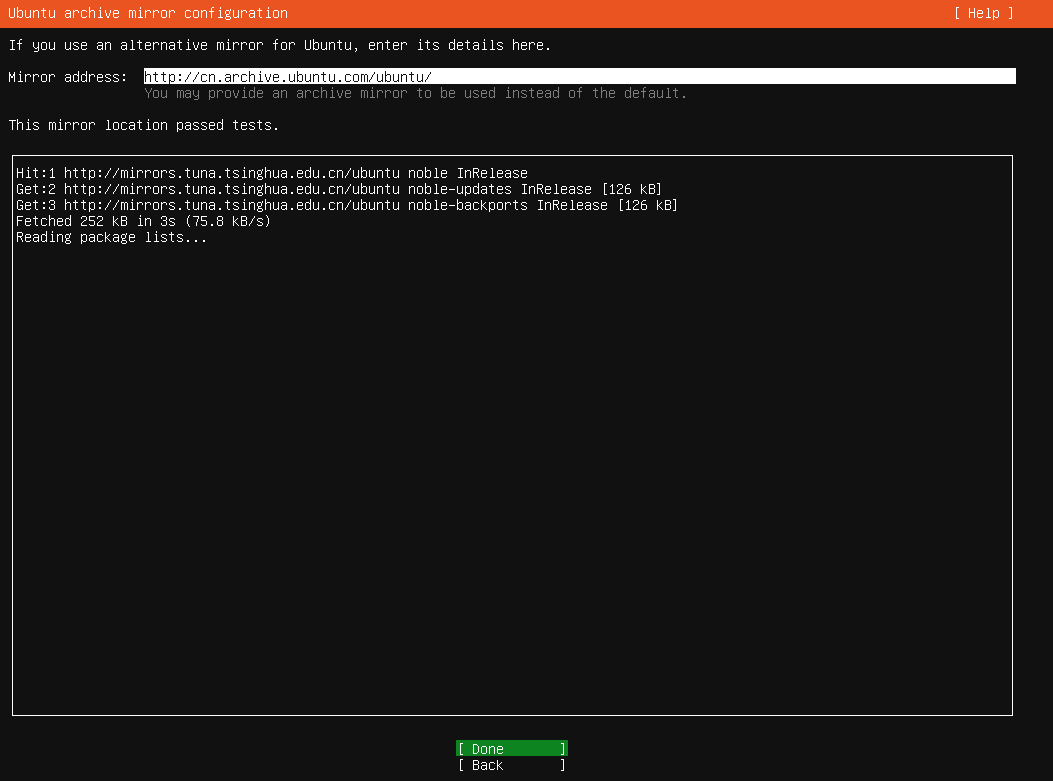 Ubuntu archive mirror configuration [ Help ]
If you use an alternative mirror for Ubuntu, enter its details here.
Mirror address: http://cn.archive.ubuntu.com/ubuntu/
You may provide an archive mirror to be used instead of the default.
This mirror location passed tests.
Hit:1 http://mirrors.tuna.tsinghua.edu.cn/ubuntu noble InRelease
Get:2 http://mirrors.tuna.tsinghua.edu.cn/ubuntu noble-updates InRelease [126 kB]
Get:3 http://mirrors.tuna.tsinghua.edu.cn/ubuntu noble-backports InRelease [126 kB]
Fetched 252 kB in 3s (75.8 kB/s)
Reading package lists...
[ Done ]
[ Back ]